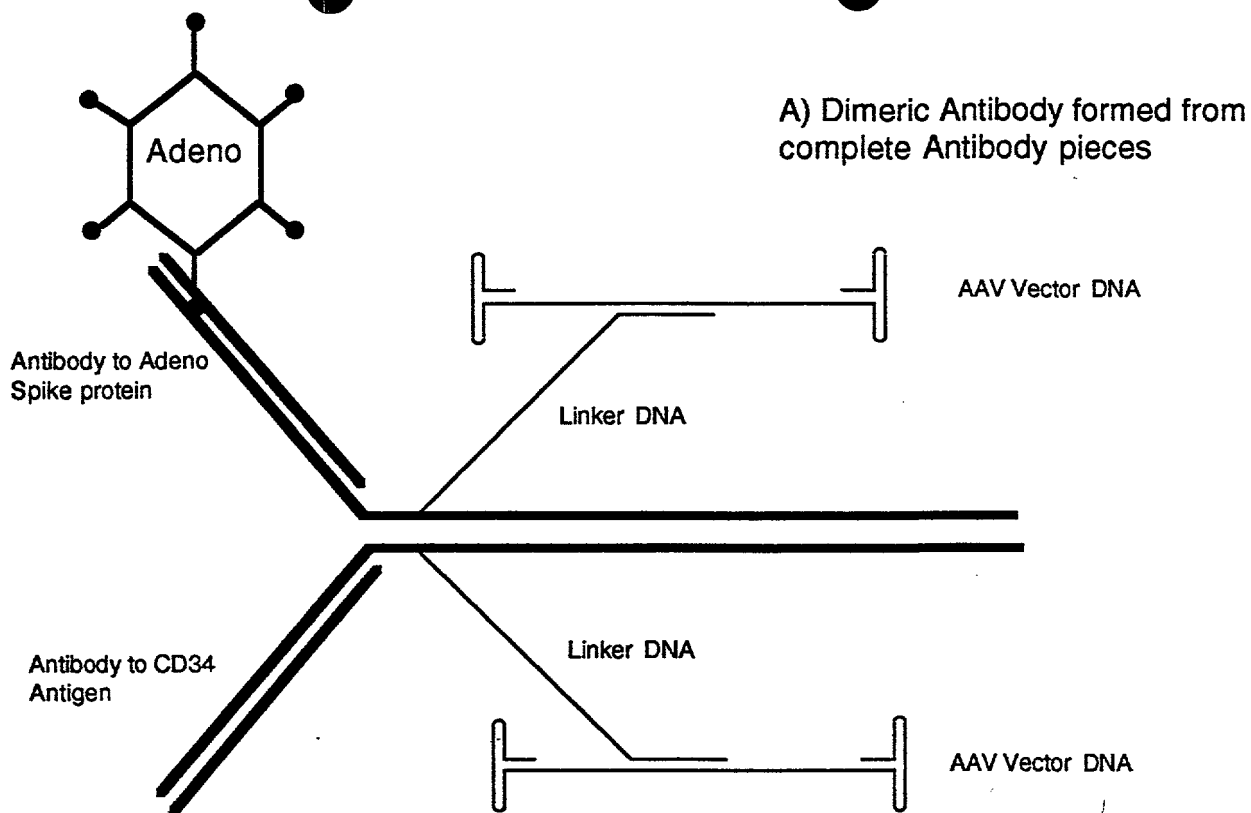 Adeno
A) Dimeric Antibody formed from
complete Antibody pieces
AAV Vector DNA
Antibody to Adeno
Spike protein
Linker DNA
Linker DNA
Antibody to CD34
Antigen
AAV Vector DNA